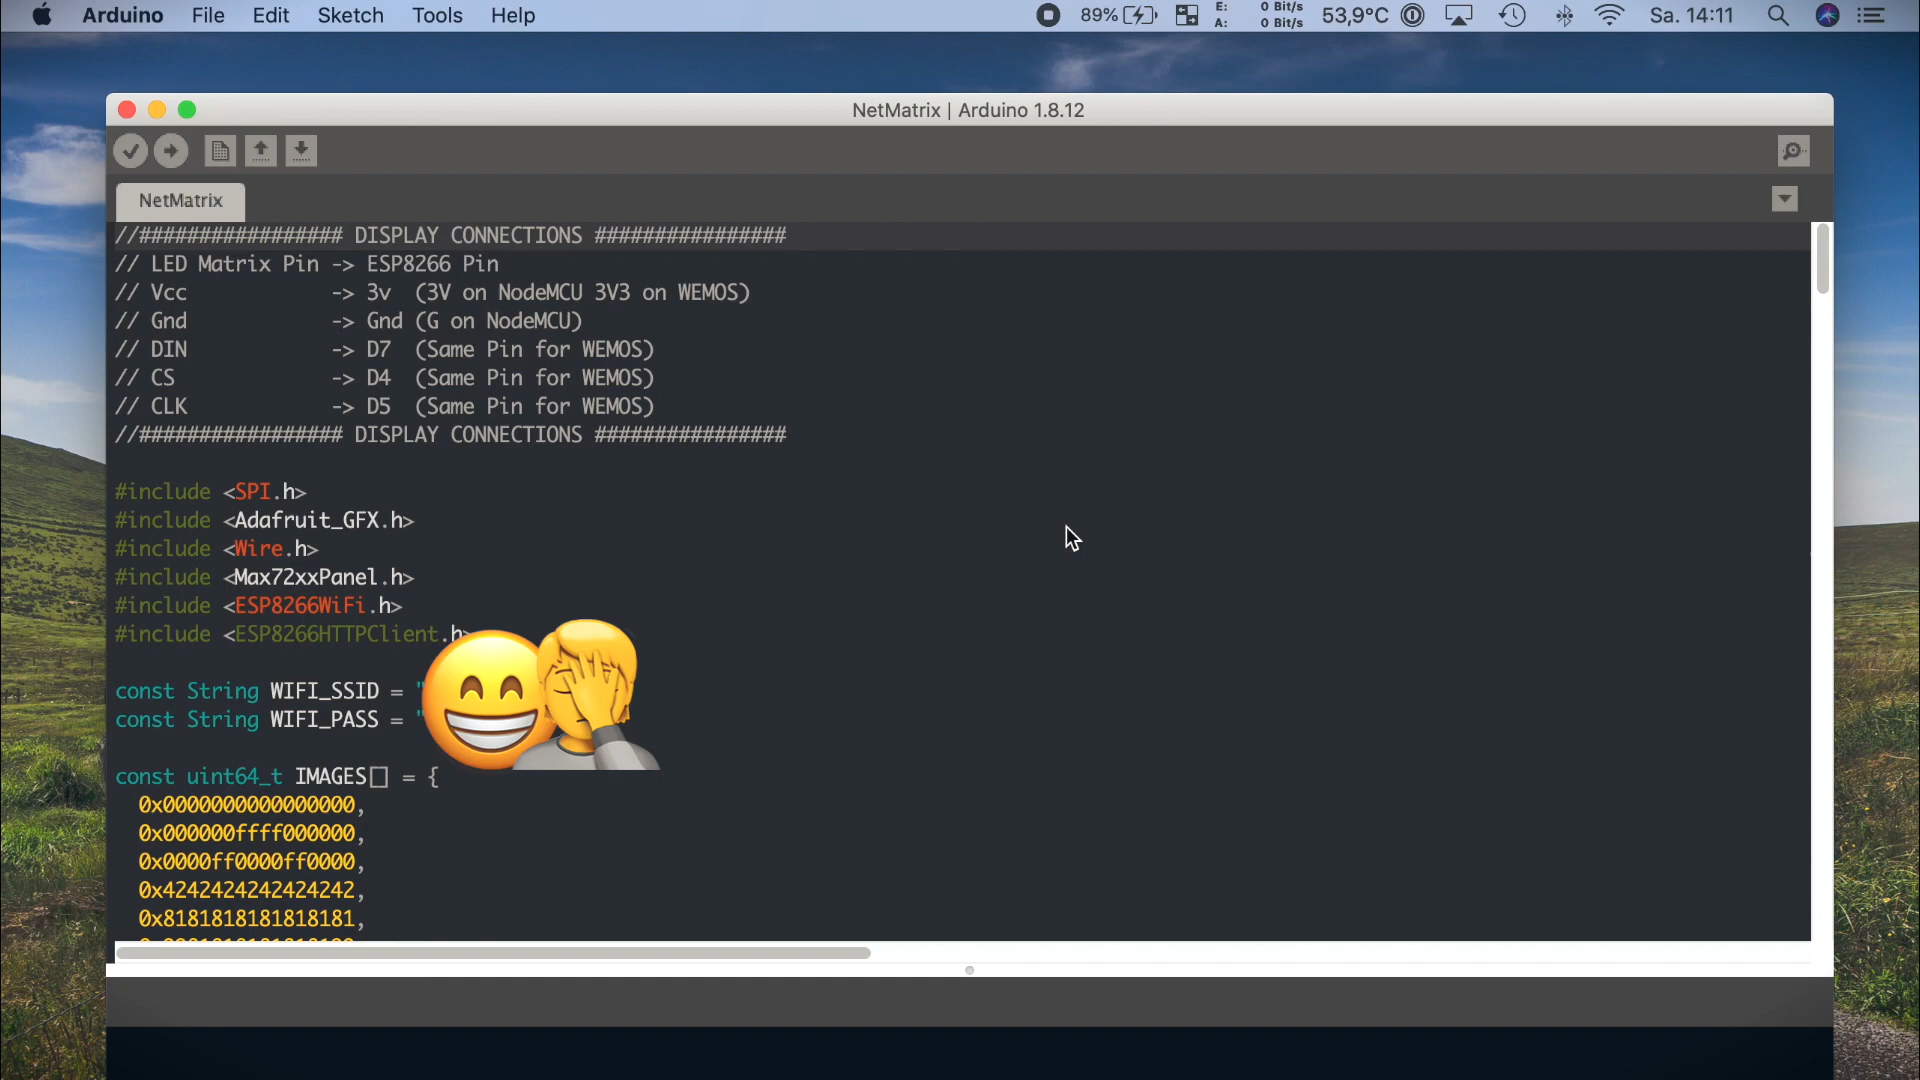 Arduino File Edit Sketch Tools Help 89% E: A: 0 Bit/s 0 Bit/s 53,9°C Sa. 14:11
NetMatrix | Arduino 1.8.12
NetMatrix
//################# DISPLAY CONNECTIONS ################
// LED Matrix Pin -> ESP8266 Pin
// Vcc -> 3v (3V on NodeMCU 3V3 on WEMOS)
// Gnd -> Gnd (G on NodeMCU)
// DIN -> D7 (Same Pin for WEMOS)
// CS -> D4 (Same Pin for WEMOS)
// CLK -> D5 (Same Pin for WEMOS)
//################# DISPLAY CONNECTIONS ################
#include <SPI.h>
#include <Adafruit_GFX.h>
#include <Wire.h>
#include <Max72xxPanel.h>
#include <ESP8266WiFi.h>
#include <ESP8266HTTPClient.h>
const String WIFI_SSID = "
const String WIFI_PASS = "
const uint64_t IMAGES[] = {
0x0000000000000000,
0x000000ffff000000,
0x0000ff0000ff0000,
0x4242424242424242,
0x8181818181818181,